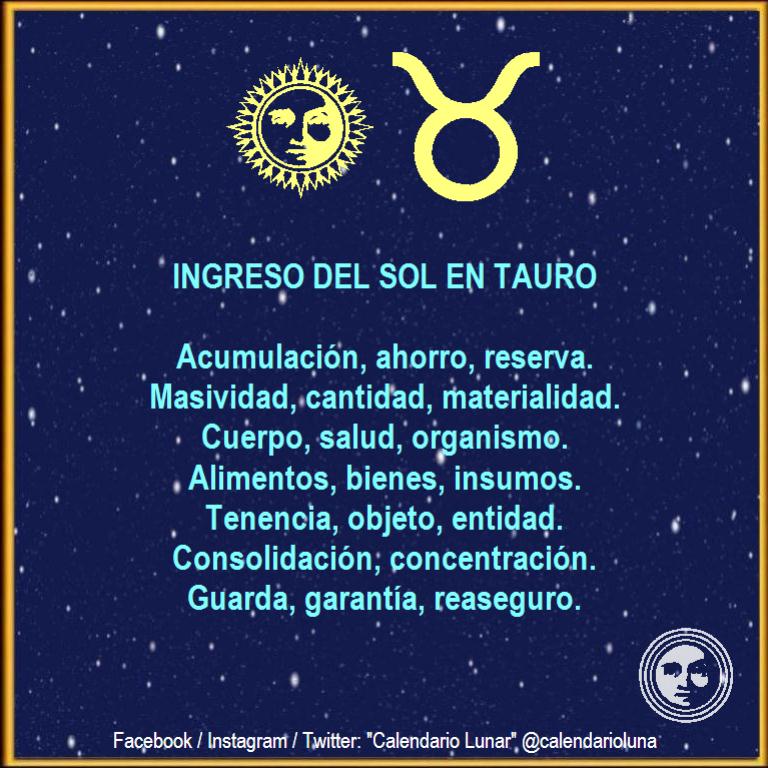 INGRESO DEL SOL EN TAURO
Acumulación, ahorro, reserva.
Masividad, cantidad, materialidad.
Cuerpo, salud, organismo.
Alimentos, bienes, insumos.
Tenencia, objeto, entidad.
Consolidación, concentración.
Guarda, garantía, reaseguro.
Facebook / Instagram / Twitter: "Calendario Lunar" @calendarioluna